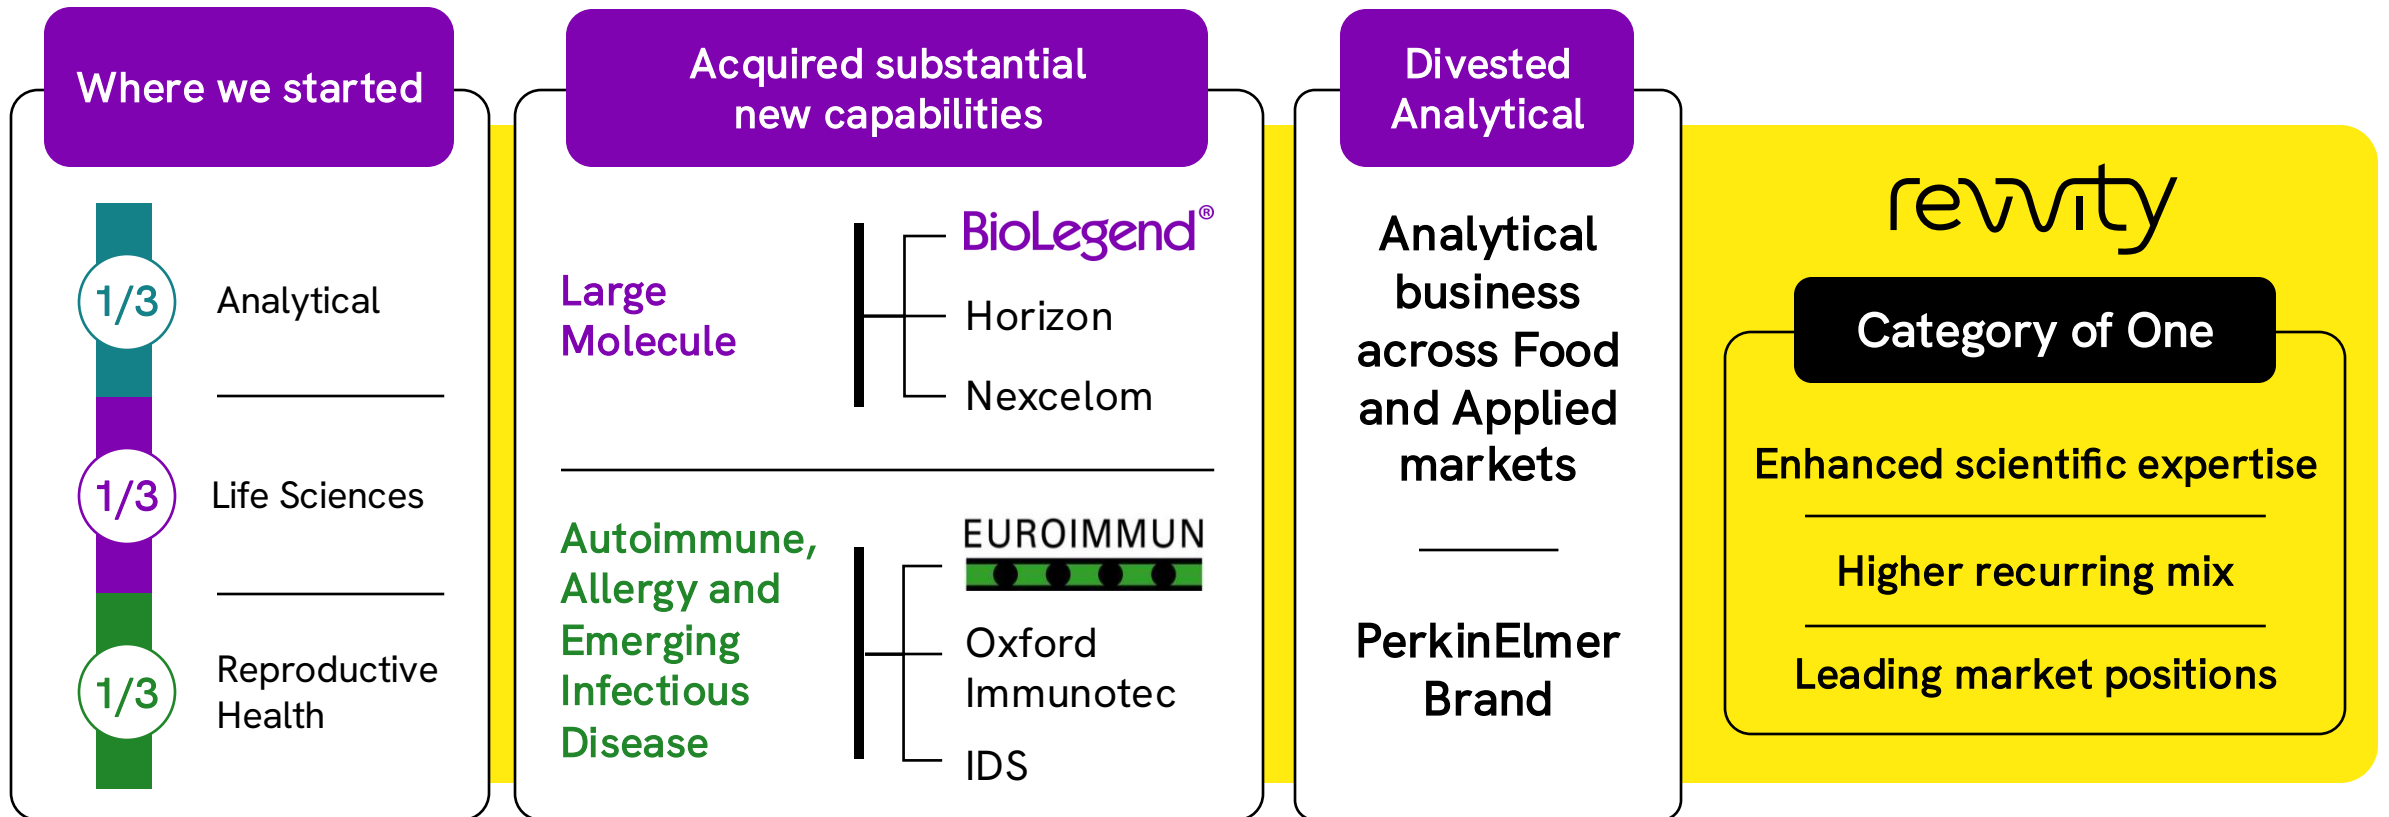 Where we started
1/3
Analytical
1/3
Life Sciences
1/3
Reproductive
Health
Acquired substantial
new capabilities
Large
Molecule
BioLegend®
Horizon
Nexcelom
Autoimmune,
Allergy and
Emerging
Infectious
Disease
EUROIMMUN
Oxford
Immunotec
IDS
Divested
Analytical
Analytical
business
across Food
and Applied
markets
PerkinElmer
Brand
revvity
Category of One
Enhanced scientific expertise
Higher recurring mix
Leading market positions